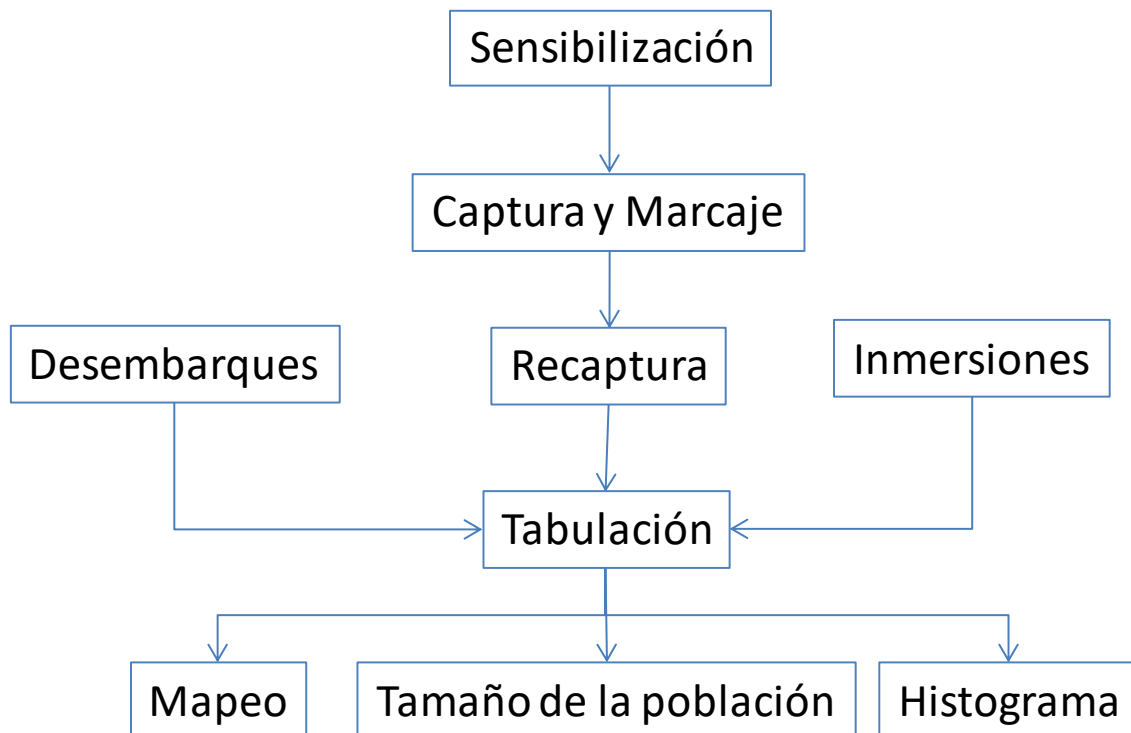 Sensibilización
Captura y Marcaje
Desembarques
Recaptura
Inmersiones
Tabulación
Mapeo
Tamaño de la población
Histograma